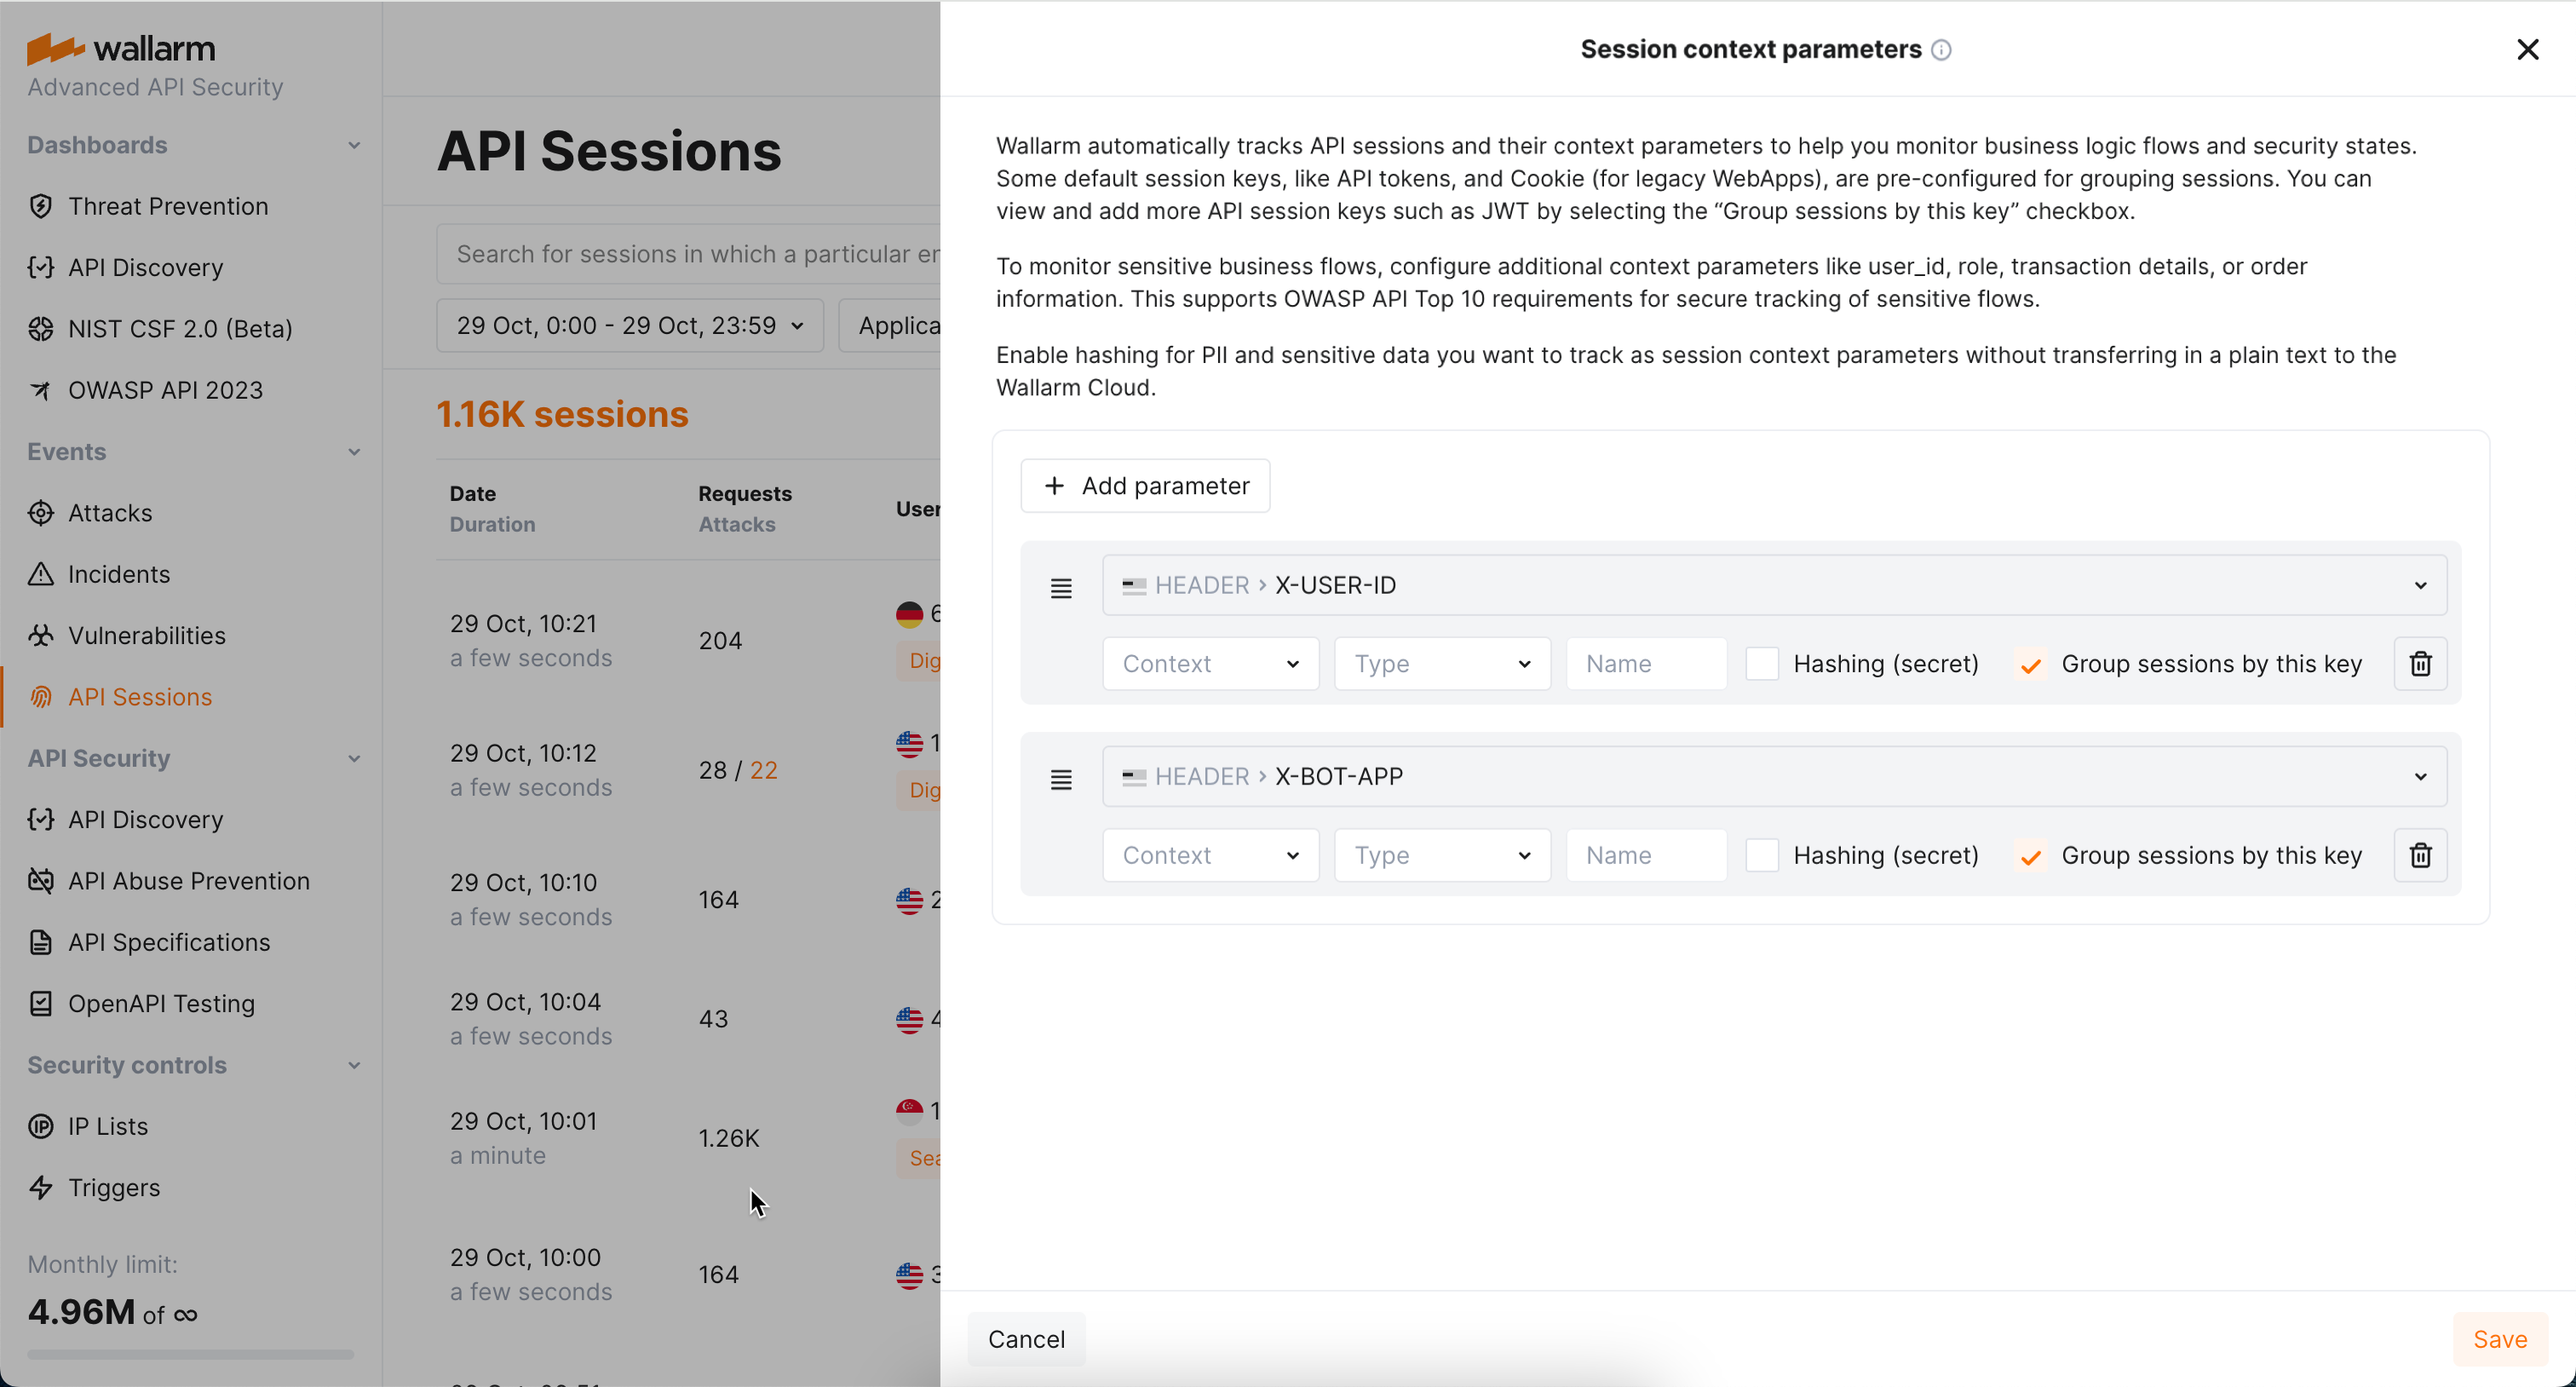 wallarm
Advanced API Security
Dashboards
Threat Prevention
API Discovery
NIST CSF 2.0 (Beta)
OWASP API 2023
Events
Attacks
Incidents
Vulnerabilities
API Sessions
API Security
API Discovery
API Abuse Prevention
API Specifications
OpenAPI Testing
Security controls
IP Lists
Triggers
Monthly limit:
4.96M of ∞
API Sessions
Search for sessions in which a particular er
29 Oct, 0:00 - 29 Oct, 23:59
Applica
1.16K sessions
Date
Duration
Requests
Attacks
User
29 Oct, 10:21
a few seconds
204
6
Dig
29 Oct, 10:12
a few seconds
28 / 22
1
Dig
29 Oct, 10:10
a few seconds
164
2
29 Oct, 10:04
a few seconds
43
4
29 Oct, 10:01
a minute
1.26K
1
Sea
29 Oct, 10:00
a few seconds
164
3
Session context parameters
Wallarm automatically tracks API sessions and their context parameters to help you monitor business logic flows and security states.
Some default session keys, like API tokens, and Cookie (for legacy WebApps), are pre-configured for grouping sessions. You can
view and add more API session keys such as JWT by selecting the “Group sessions by this key” checkbox.
To monitor sensitive business flows, configure additional context parameters like user_id, role, transaction details, or order
information. This supports OWASP API Top 10 requirements for secure tracking of sensitive flows.
Enable hashing for PII and sensitive data you want to track as session context parameters without transferring in a plain text to the
Wallarm Cloud.
+ Add parameter
HEADER > X-USER-ID
Context Type Name Hashing (secret) Group sessions by this key
HEADER > X-BOT-APP
Context Type Name Hashing (secret) Group sessions by this key
Cancel
Save